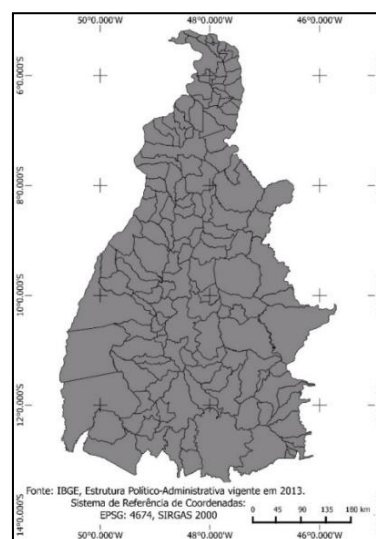 50°0.000'S 48°0.000'S 46°0.000'S
6°0.000'S
8°0.000'S
10°0.000'S
12°0.000'S
14°0.000'S
Fonte: IBGE, Estrutura Político-Administrativa vigente em 2013.
Sistema de Referência de Coordenadas:
EPSG: 4674, SIRGAS 2000
0 45 90 135 180 km
50°0.000'S 48°0.000'S 46°0.000'S